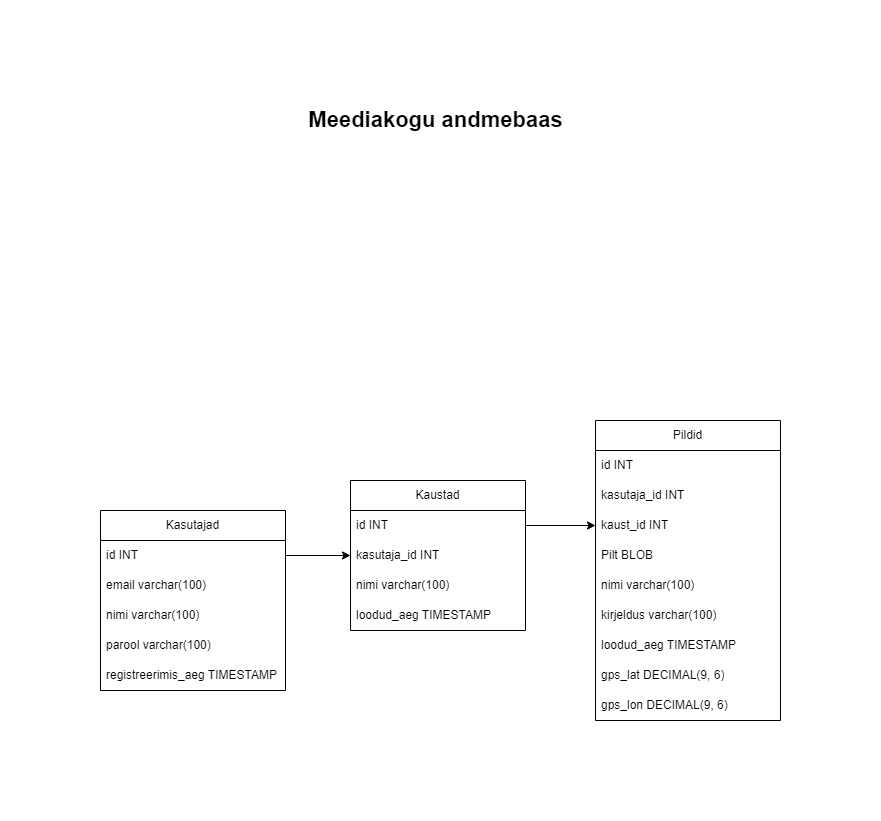 Meediakogu andmebaas
Kasutajad
id INT
email varchar(100)
nimi varchar(100)
parool varchar(100)
registreerimis_aeg TIMESTAMP
Kaustad
id INT
kasutaja_id INT
nimi varchar(100)
loodud_aeg TIMESTAMP
Pildid
id INT
kasutaja_id INT
kaust_id INT
Pilt BLOB
nimi varchar(100)
kirjeldus varchar(100)
loodud_aeg TIMESTAMP
gps_lat DECIMAL(9, 6)
gps_lon DECIMAL(9, 6)